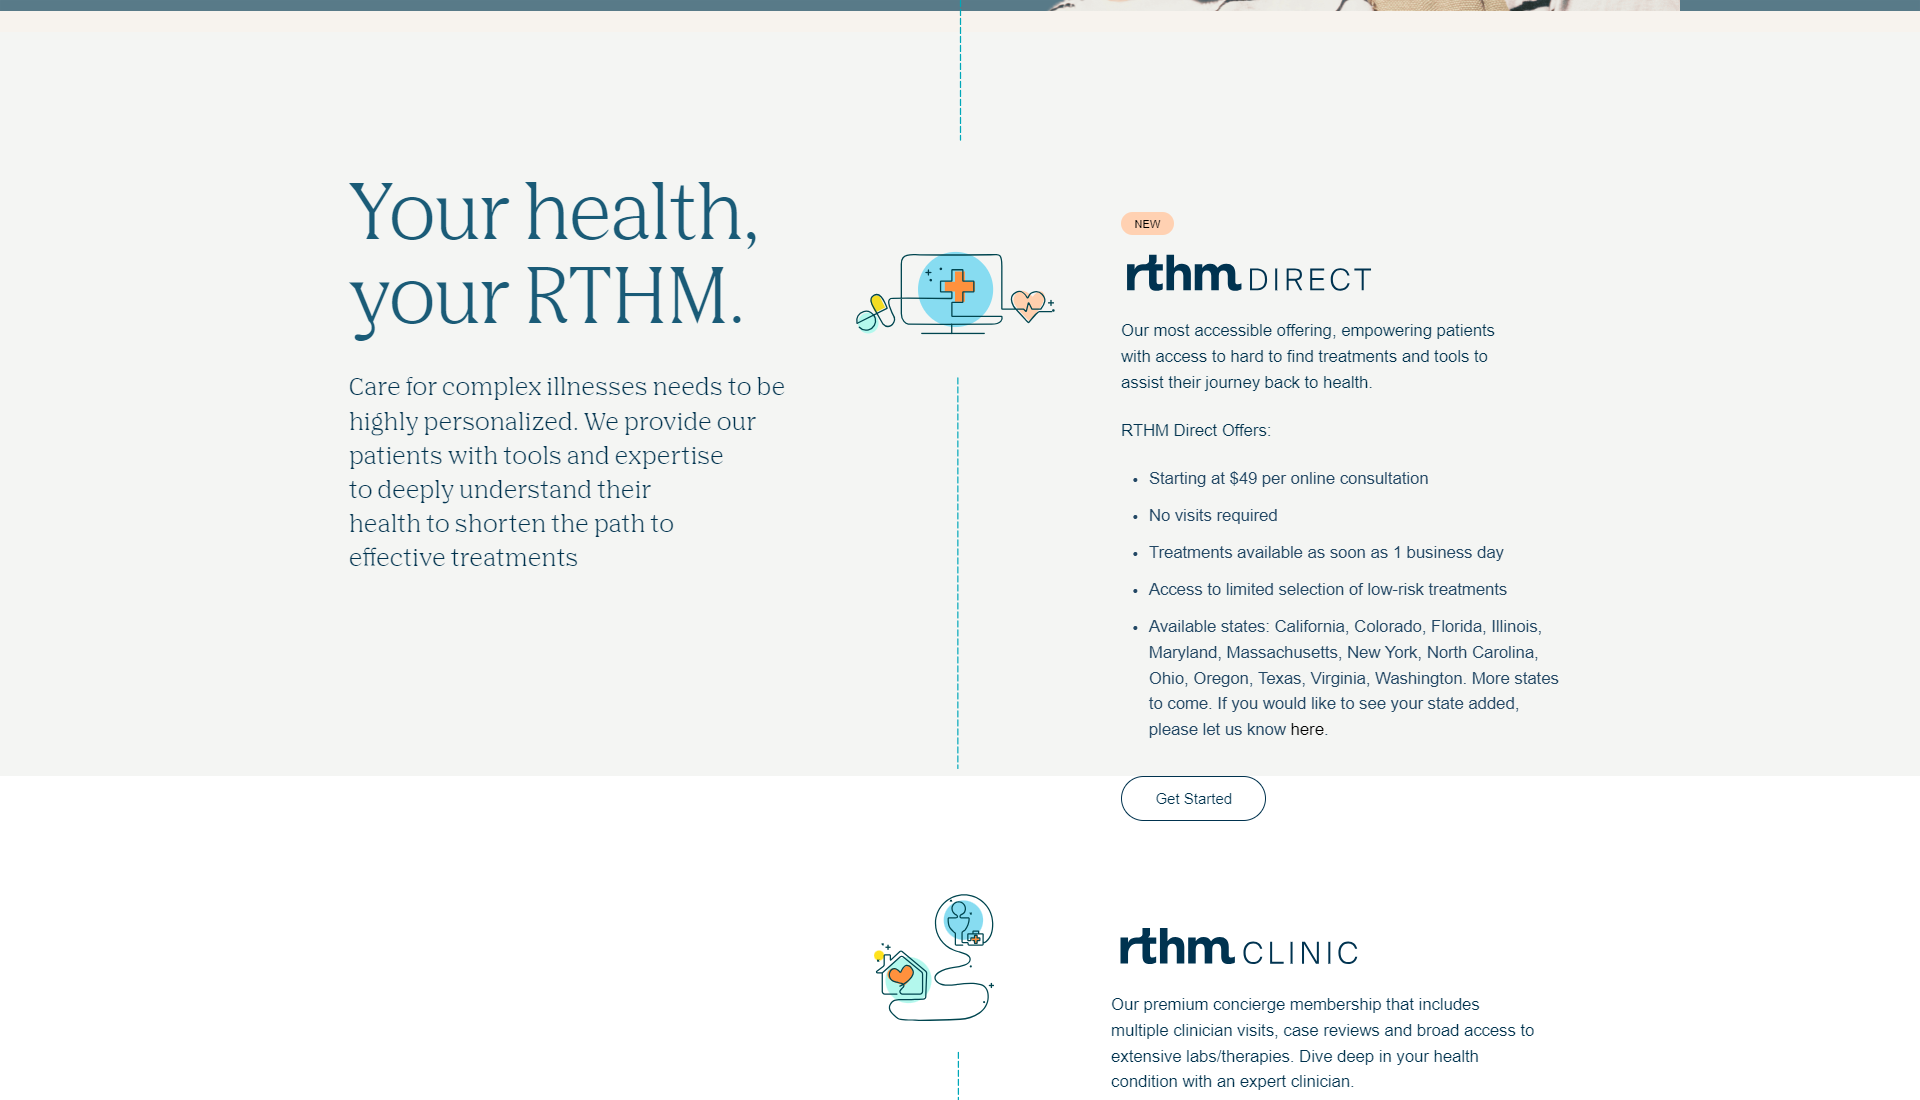 Your health,
your RTHM.
Care for complex illnesses needs to be
highly personalized. We provide our
patients with tools and expertise
to deeply understand their
health to shorten the path to
effective treatments
NEW
rthm DIRECT
Our most accessible offering, empowering patients
with access to hard to find treatments and tools to
assist their journey back to health.
RTHM Direct Offers:
• Starting at $49 per online consultation
• No visits required
• Treatments available as soon as 1 business day
• Access to limited selection of low-risk treatments
• Available states: California, Colorado, Florida, Illinois,
Maryland, Massachusetts, New York, North Carolina,
Ohio, Oregon, Texas, Virginia, Washington. More states
to come. If you would like to see your state added,
please let us know here.
Get Started
rthm CLINIC
Our premium concierge membership that includes
multiple clinician visits, case reviews and broad access to
extensive labs/therapies. Dive deep in your health
condition with an expert clinician.